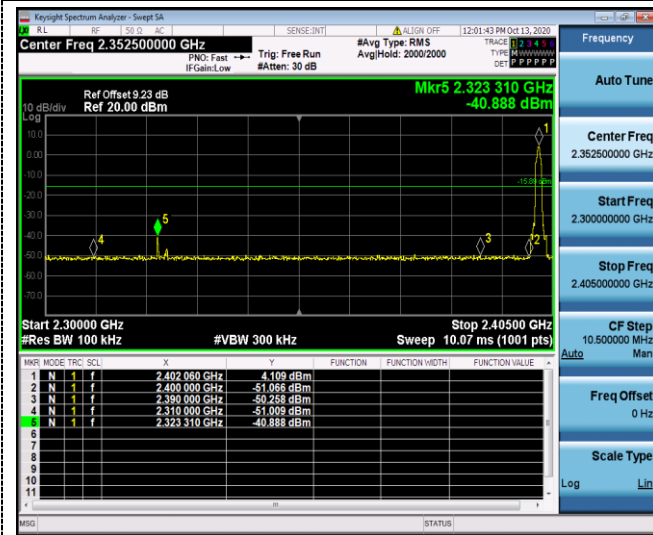 Keysight Spectrum Analyzer - Swept SA
RL RF 50 Ω AC SENSE:INT ALIGN OFF 12:01:43 PM Oct 13, 2020
Center Freq 2.352500000 GHz #Avg Type: RMS TRACE 1 2 3 4 5 6
PNO: Fast Trig: Free Run Avg|Hold: 2000/2000 TYPE MWWWWW
IFGain:Low #Atten: 30 dB DET P P P P P P
Ref Offset 9.23 dB Mkr5 2.323 310 GHz
10 dB/div Ref 20.00 dBm -40.888 dBm
Log
10.0
0.00
-10.0
-20.0
-30.0
-40.0
-50.0
-60.0
-70.0
-15.89 dBm
1
5
4
3
2
Start 2.30000 GHz Stop 2.40500 GHz
#Res BW 100 kHz #VBW 300 kHz Sweep 10.07 ms (1001 pts)
MKR MODE TRC SCL X Y FUNCTION FUNCTION WIDTH FUNCTION VALUE
1 N 1 f 2.402 060 GHz 4.109 dBm
2 N 1 f 2.400 000 GHz -51.066 dBm
3 N 1 f 2.390 000 GHz -50.258 dBm
4 N 1 f 2.310 000 GHz -51.009 dBm
5 N 1 f 2.323 310 GHz -40.888 dBm
6
7
8
9
10
11
MSG STATUS
Frequency
Auto Tune
Center Freq
2.352500000 GHz
Start Freq
2.300000000 GHz
Stop Freq
2.405000000 GHz
CF Step
10.500000 MHz
Auto Man
Freq Offset
0 Hz
Scale Type
Log Lin